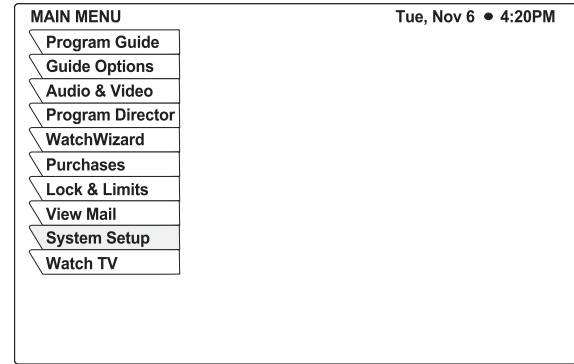 MAIN MENU
Tue, Nov 6 ● 4:20PM
Program Guide
Guide Options
Audio & Video
Program Director
WatchWizard
Purchases
Lock & Limits
View Mail
System Setup
Watch TV